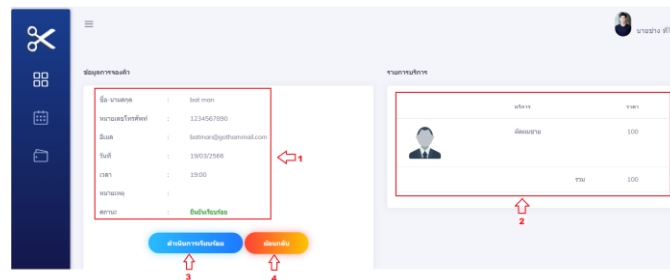 นายช่าง ที่1
ข้อมูลการจองคิว
รายการบริการ
ชื่อ-นามสกุล : bat man
หมายเลขโทรศัพท์ : 1234567890
อีเมล : batman@gothammail.com
วันที่ : 19/03/2566
เวลา : 19:00
หมายเหตุ :
สถานะ : ยืนยันเรียบร้อย
1
บริการ ราคา
ตัดผมชาย 100
รวม 100
2
ดำเนินการเรียบร้อย
ย้อนกลับ
3
4